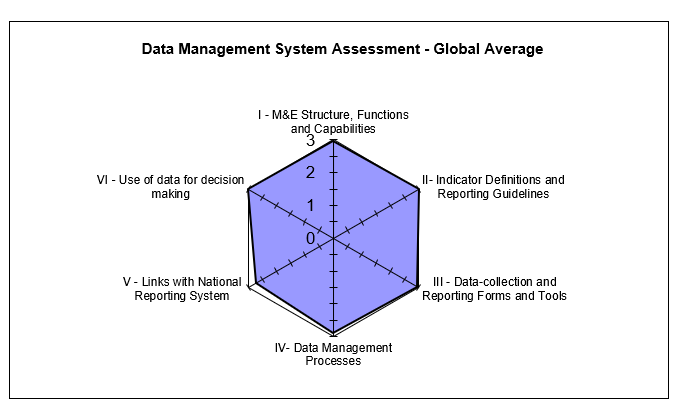 Data Management System Assessment - Global Average
I - M&E Structure, Functions
and Capabilities
3
VI - Use of data for decision
making
2
II- Indicator Definitions and
Reporting Guidelines
1
0
V - Links with National
Reporting System
III - Data-collection and
Reporting Forms and Tools
IV- Data Management
Processes